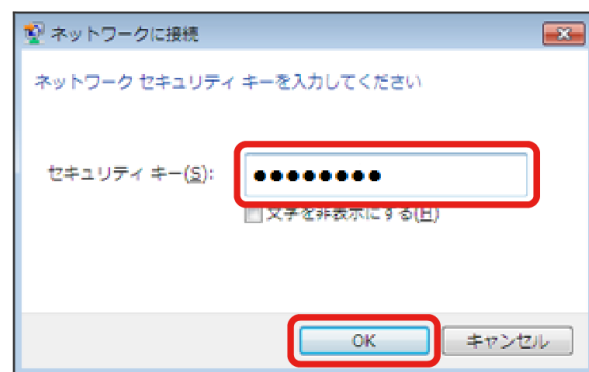 ネットワークに接続
ネットワーク セキュリティ キーを入力してください
セキュリティ キー(S):
●●●●●●●●
文字を非表示にする(H)
OK
キャンセル